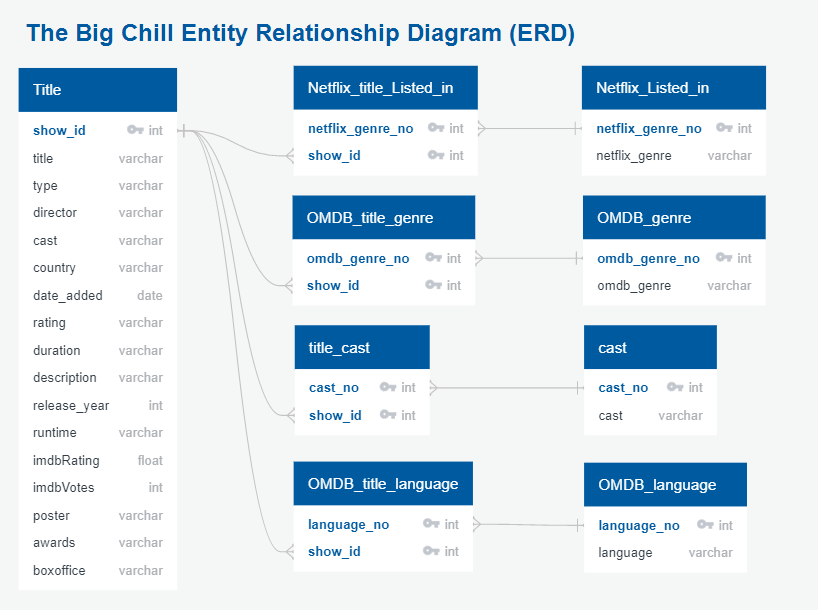 The Big Chill Entity Relationship Diagram (ERD)
Title
show_id int
title varchar
type varchar
director varchar
cast varchar
country varchar
date_added date
rating varchar
duration varchar
description varchar
release_year int
runtime varchar
imdbRating float
imdbVotes int
poster varchar
awards varchar
boxoffice varchar
Netflix_title_Listed_in
netflix_genre_no int
show_id int
Netflix_Listed_in
netflix_genre_no int
netflix_genre varchar
OMDB_title_genre
omdb_genre_no int
show_id int
OMDB_genre
omdb_genre_no int
omdb_genre varchar
title_cast
cast_no int
show_id int
cast
cast_no int
cast varchar
OMDB_title_language
language_no int
show_id int
OMDB_language
language_no int
language varchar